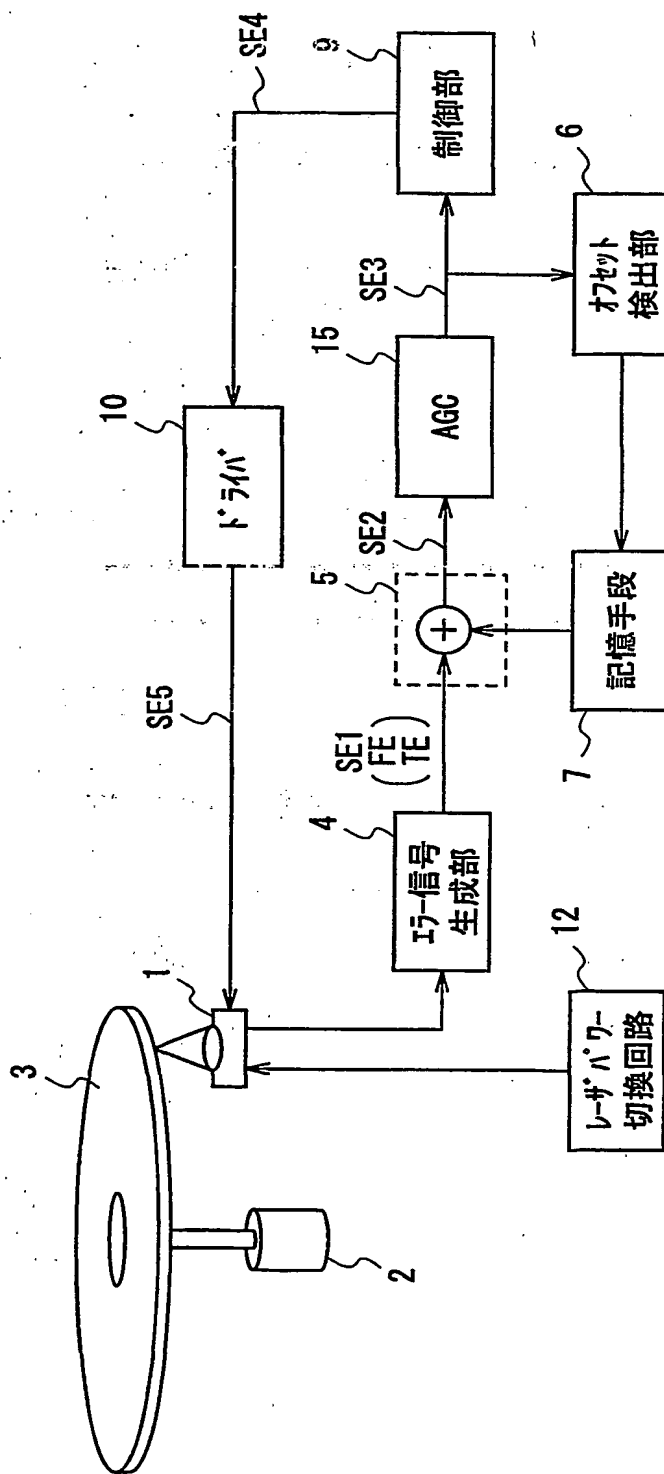 3
1
2
SE5
10
ドライバ
SE4
9
制御部
SE3
15
AGC
SE2
5
+
SE1
(FE
TE)
4
エラー信号
生成部
6
オフセット
検出部
7
記憶手段
12
レーザパワー
切換回路